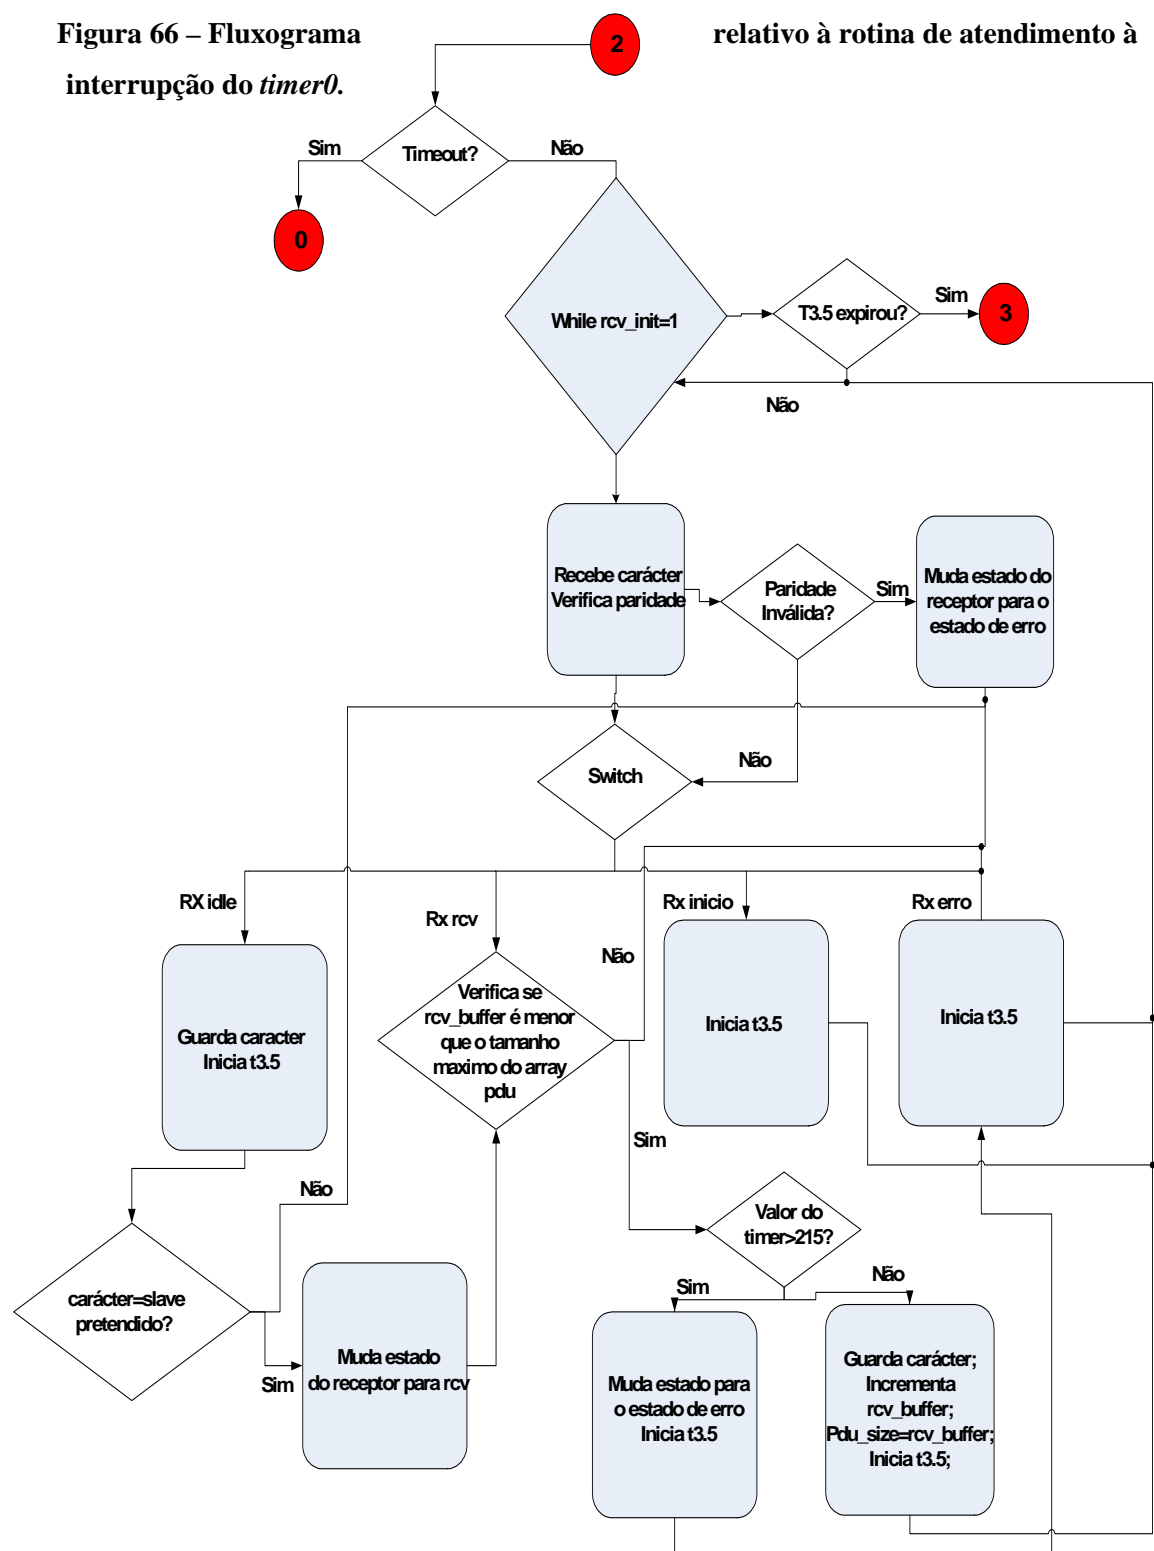 Figura 66 – Fluxograma relativo à rotina de atendimento à
interrupção do timer0.
2
Timeout?
Sim
Não
0
While rcv_init=1
T3.5 expirou?
Sim
3
Não
Recebe carácter
Verifica paridade
Paridade
Inválida?
Sim
Muda estado do
receptor para o
estado de erro
Não
Switch
RX idle
Rx rcv
Rx inicio
Rx erro
Guarda caracter
Inicia t3.5
Verifica se
rcv_buffer é menor
que o tamanho
maximo do array
pdu
Não
Inicia t3.5
Inicia t3.5
Sim
Não
carácter=slave
pretendido?
Sim
Muda estado
do receptor para rcv
Valor do
timer>215?
Sim
Não
Muda estado para
o estado de erro
Inicia t3.5
Guarda carácter;
Incrementa
rcv_buffer;
Pdu_size=rcv_buffer;
Inicia t3.5;